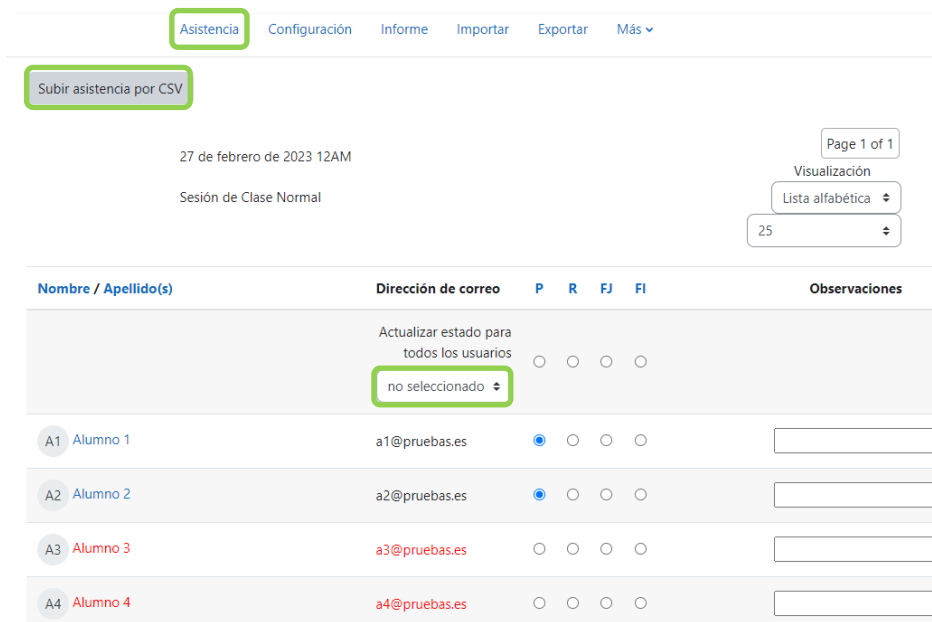 Asistencia Configuración Informe Importar Exportar Más
Subir asistencia por CSV
Page 1 of 1
27 de febrero de 2023 12AM
Visualización
Sesión de Clase Normal
Lista alfabética
25
Nombre / Apellido(s) Dirección de correo P R FJ FI Observaciones
Actualizar estado para
todos los usuarios
no seleccionado
A1 Alumno 1 a1@pruebas.es
A2 Alumno 2 a2@pruebas.es
A3 Alumno 3 a3@pruebas.es
A4 Alumno 4 a4@pruebas.es